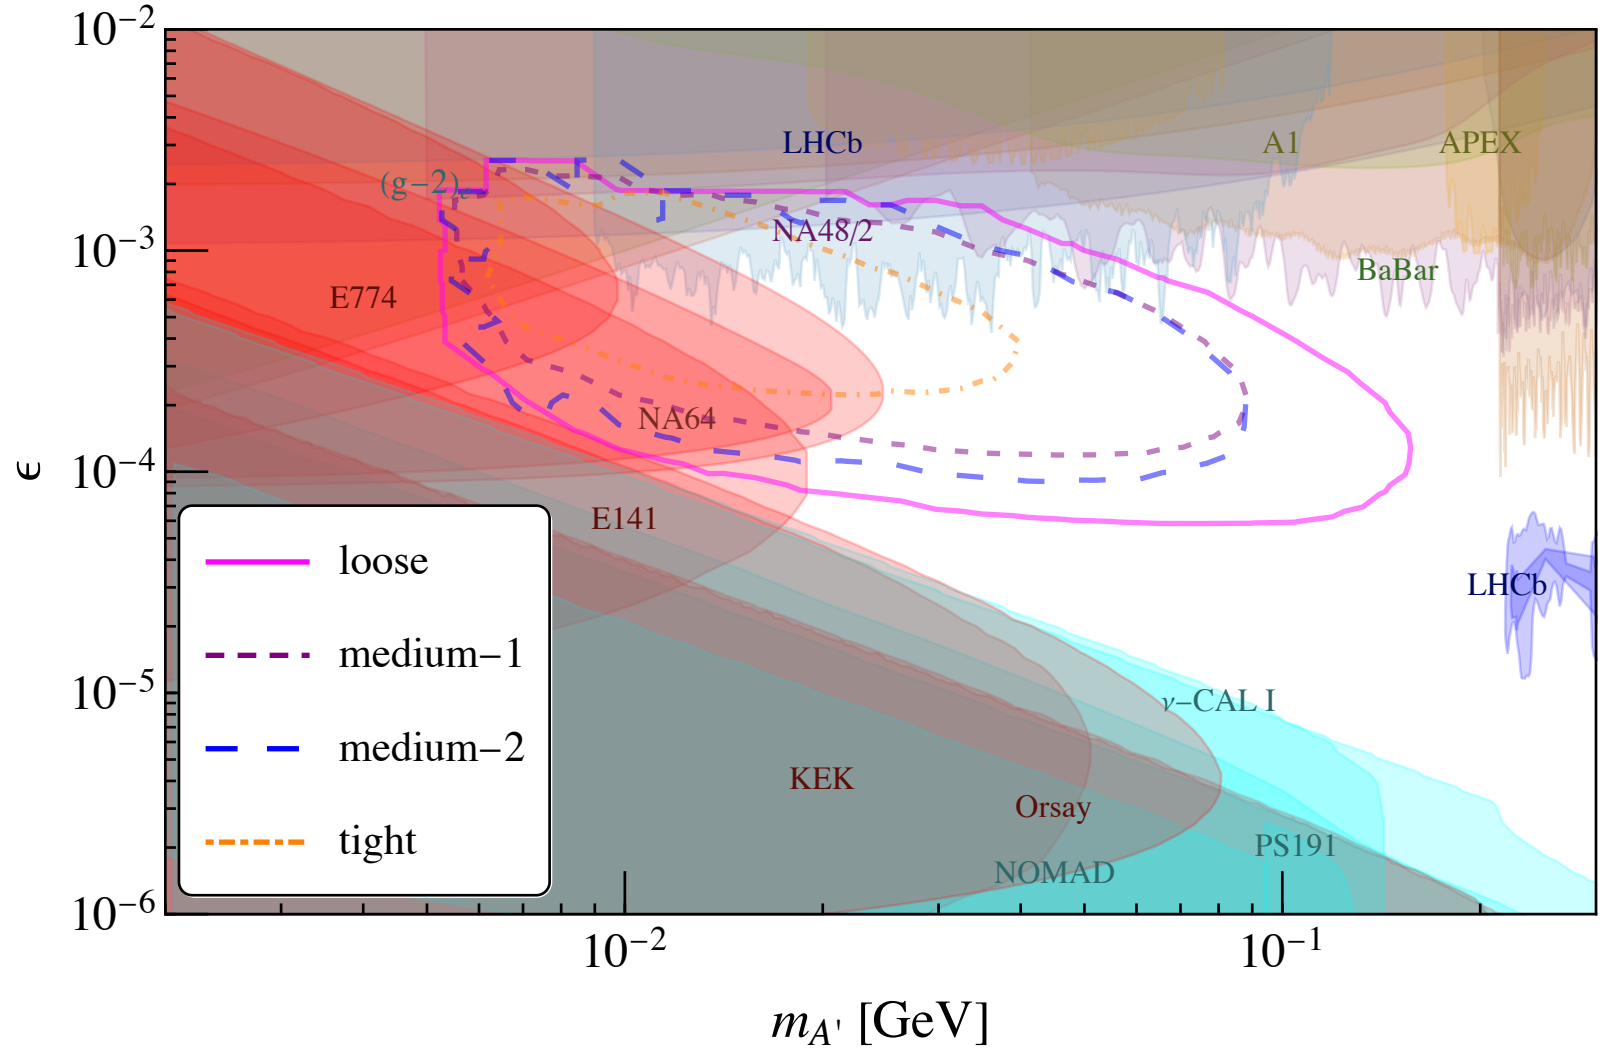 10⁻²
LHCb
A1
APEX
(g−2)ₑ
NA48/2
10⁻³
BaBar
E774
NA64
ϵ
10⁻⁴
E141
loose
LHCb
medium−1
10⁻⁵
ν−CAL I
medium−2
KEK
Orsay
tight
PS191
NOMAD
10⁻⁶
10⁻²
10⁻¹
m_A' [GeV]